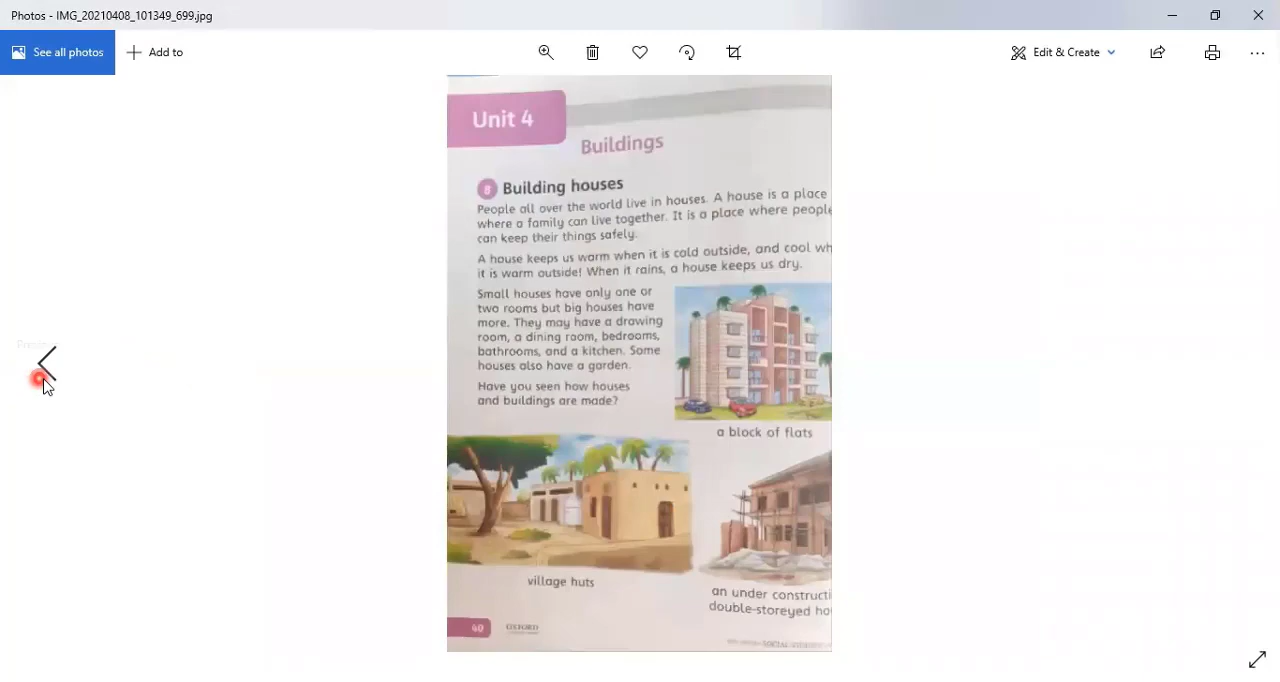 Photos - IMG_20210408_101349_699.jpg
See all photos
Add to
Edit & Create
Unit 4
Buildings
8 Building houses
People all over the world live in houses. A house is a place
where a family can live together. It is a place where people
can keep their things safely.
A house keeps us warm when it is cold outside, and cool wh
it is warm outside! When it rains, a house keeps us dry.
Small houses have only one or
two rooms but big houses have
more. They may have a drawing
room, a dining room, bedrooms,
bathrooms, and a kitchen. Some
houses also have a garden.
Have you seen how houses
and buildings are made?
a block of flats
village huts
an under constructi
double-storeyed ho
40
OXFORD